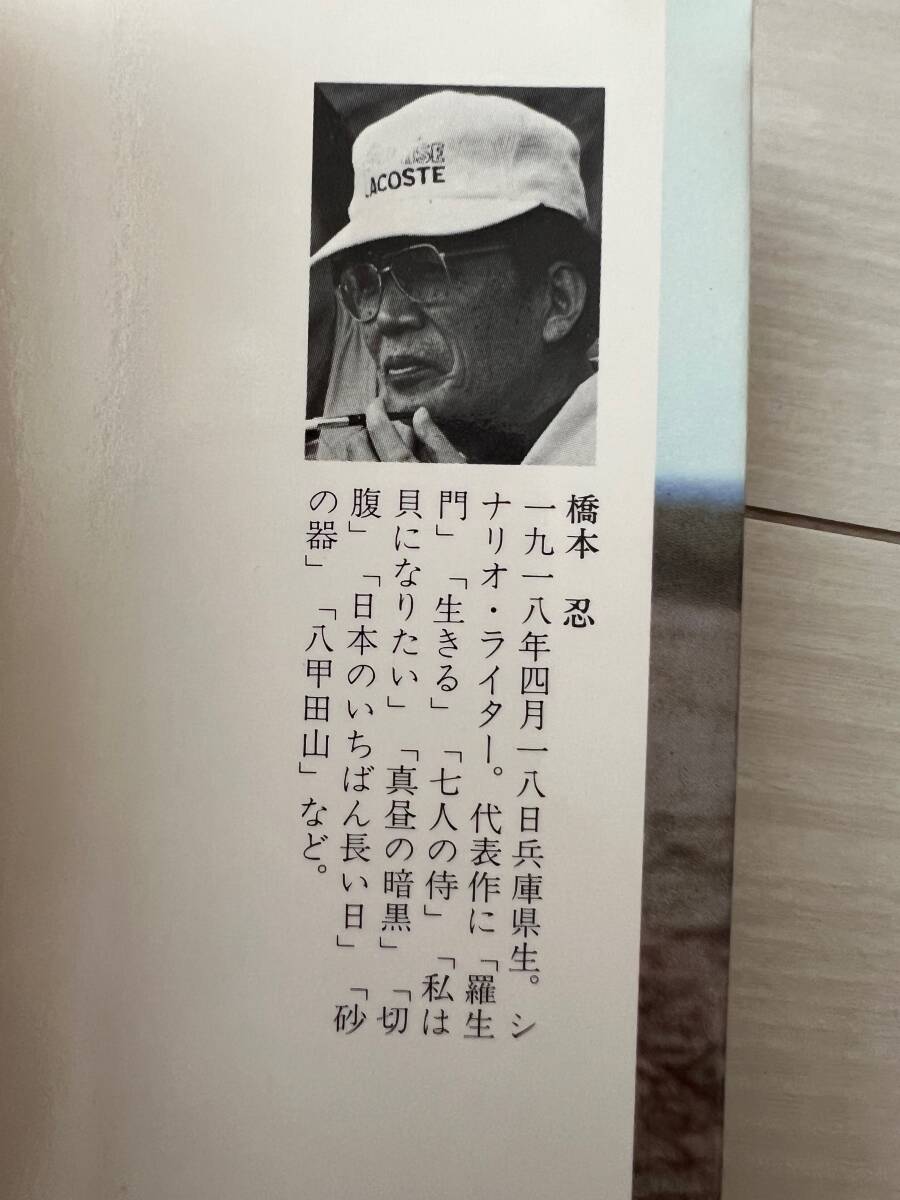 LACOSTE
橋本 忍
一九一八年四月一八日兵庫県生。シ
ナリオ・ライター。代表作に「羅生
門」「生きる」「七人の侍」「私は
貝になりたい」「真昼の暗黒」「切
腹」「日本のいちばん長い日」「砂
の器」「八甲田山」など。